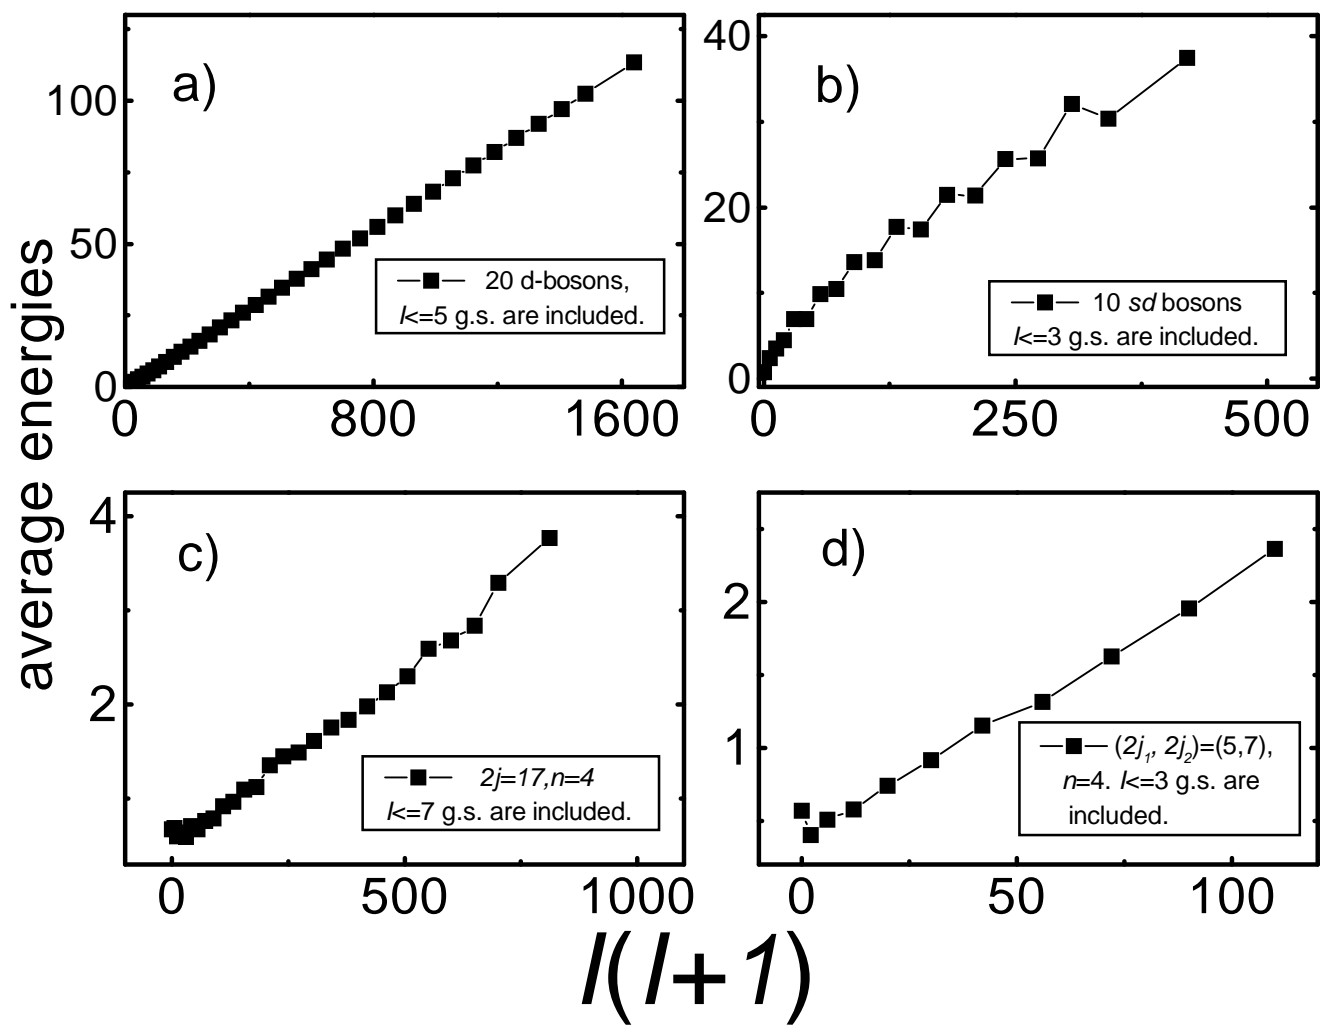 average energies
a)
100
50
0
0
800
1600
20 d-bosons,
l<=5 g.s. are included.
b)
40
20
0
0
250
500
10 sd bosons
l<=3 g.s. are included.
c)
4
2
0
500
1000
2j=17,n=4
l<=7 g.s. are included.
d)
2
1
0
50
100
(2j₁, 2j₂)=(5,7),
n=4. l<=3 g.s. are
included.
l(l+1)